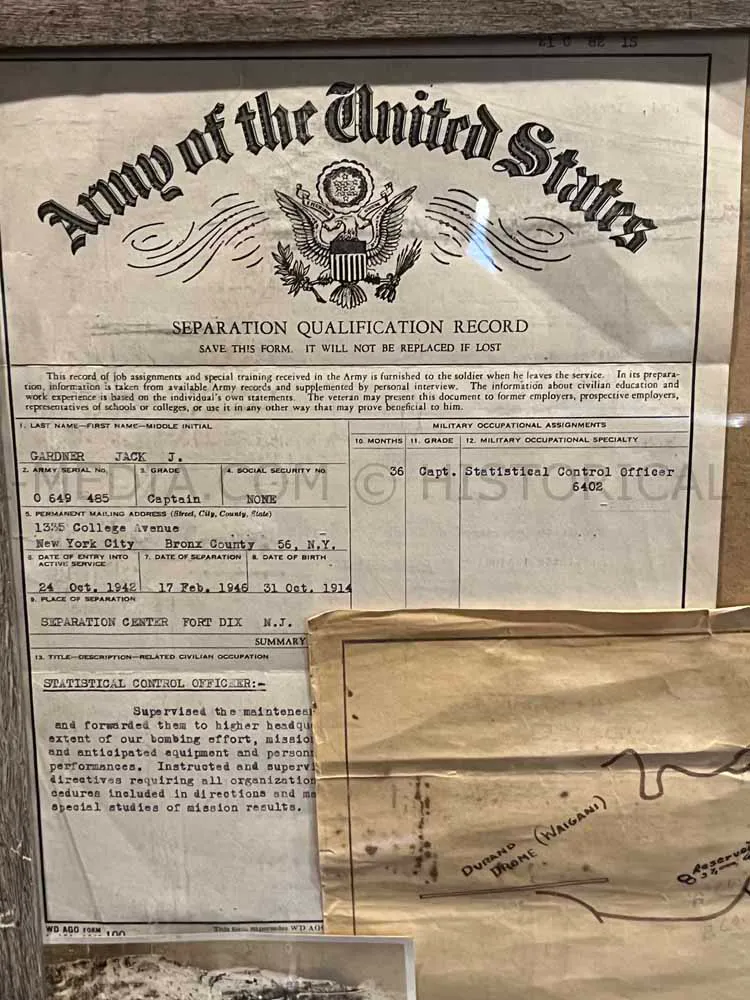 Army of the United States
SEPARATION QUALIFICATION RECORD
SAVE THIS FORM. IT WILL NOT BE REPLACED IF LOST
This record of job assignments and special training received in the Army is furnished to the soldier when he leaves the service. In its prepara-
tion, information is taken from available Army records and supplemented by personal interview. The information about civilian education and
work experience is based on the individual's own statements. The veteran may present this document to former employers, prospective employers,
representatives of schools or colleges, or use it in any other way that may prove beneficial to him.
1. LAST NAME—FIRST NAME—MIDDLE INITIAL
GARDNER JACK J.
2. ARMY SERIAL NO. 3. GRADE 4. SOCIAL SECURITY NO.
O 649 485 Captain NONE
5. PERMANENT MAILING ADDRESS (Street, City, County, State)
1335 College Avenue
New York City Bronx County 56, N.Y.
6. DATE OF ENTRY INTO ACTIVE SERVICE 7. DATE OF SEPARATION 8. DATE OF BIRTH
24 Oct. 1942 17 Feb. 1946 31 Oct. 1914
9. PLACE OF SEPARATION
SEPARATION CENTER FORT DIX N.J.
MILITARY OCCUPATIONAL ASSIGNMENTS
10. MONTHS 11. GRADE 12. MILITARY OCCUPATIONAL SPECIALTY
36 Capt. Statistical Control Officer
6402
SUMMARY
13. TITLE—DESCRIPTION—RELATED CIVILIAN OCCUPATION
STATISTICAL CONTROL OFFICER:-
Supervised the maintenan
and forwarded them to higher headqu
extent of our bombing effort, missio
and anticipated equipment and person
performances. Instructed and supervi
directives requiring all organization
cedures included in directions and ma
special studies of mission results.
WD AGO FORM 100
This form supersedes WD AGO
DURAND
DROME (WAIGANI)
Reservoi
-MEDIA.COM © HISTORICAL-